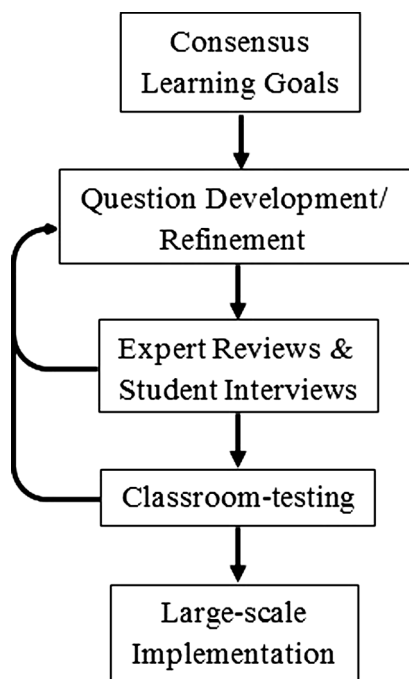 Consensus
Learning Goals
Question Development/
Refinement
Expert Reviews &
Student Interviews
Classroom-testing
Large-scale
Implementation